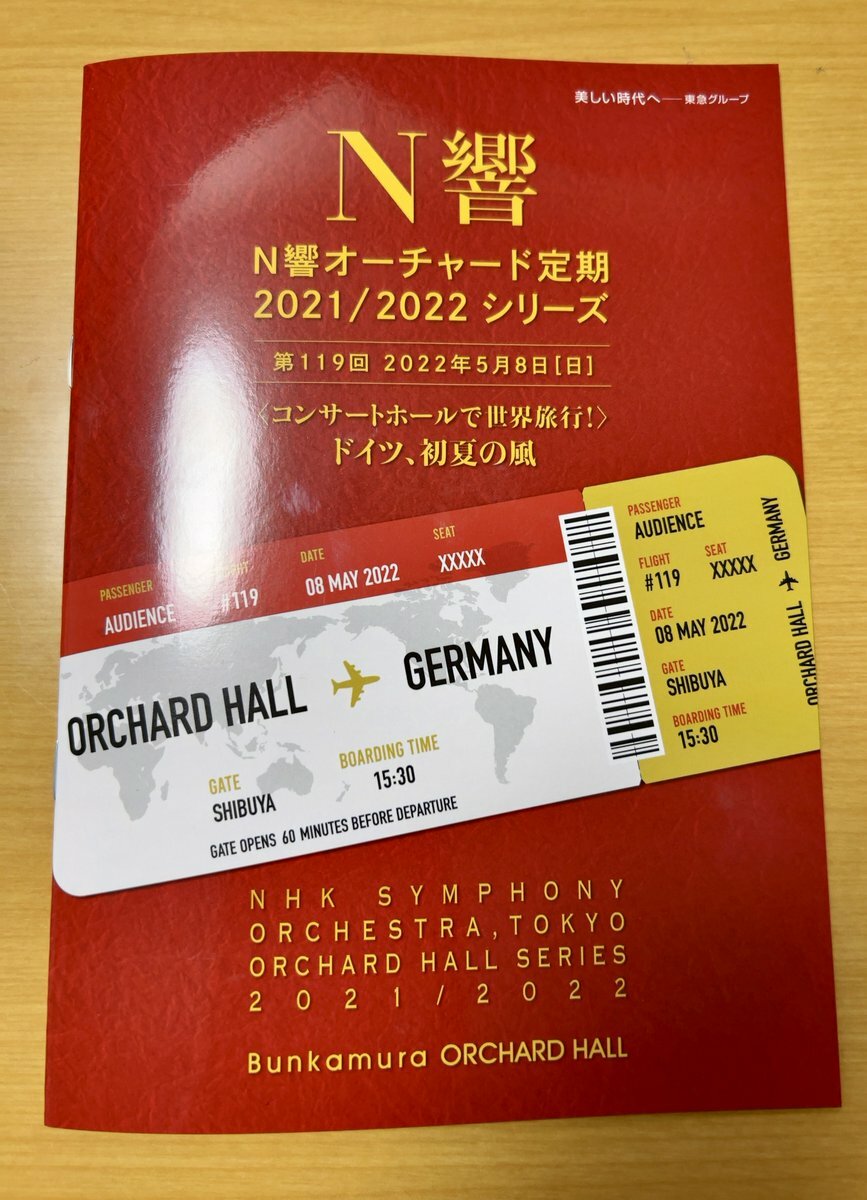 美しい時代へ──東急グループ
N響
N響オーチャード定期
2021/2022 シリーズ
第119回 2022年5月8日[日]
〈コンサートホールで世界旅行!〉
ドイツ、初夏の風
PASSENGER
AUDIENCE
#119
DATE
08 MAY 2022
SEAT
XXXXX
ORCHARD HALL
GERMANY
GATE
SHIBUYA
BOARDING TIME
15:30
GATE OPENS 60 MINUTES BEFORE DEPARTURE
PASSENGER
AUDIENCE
FLIGHT
#119
SEAT
XXXXX
DATE
08 MAY 2022
GATE
SHIBUYA
BOARDING TIME
15:30
ORCHARD HALL
GERMANY
NHK SYMPHONY
ORCHESTRA, TOKYO
ORCHARD HALL SERIES
2021/2022
Bunkamura ORCHARD HALL